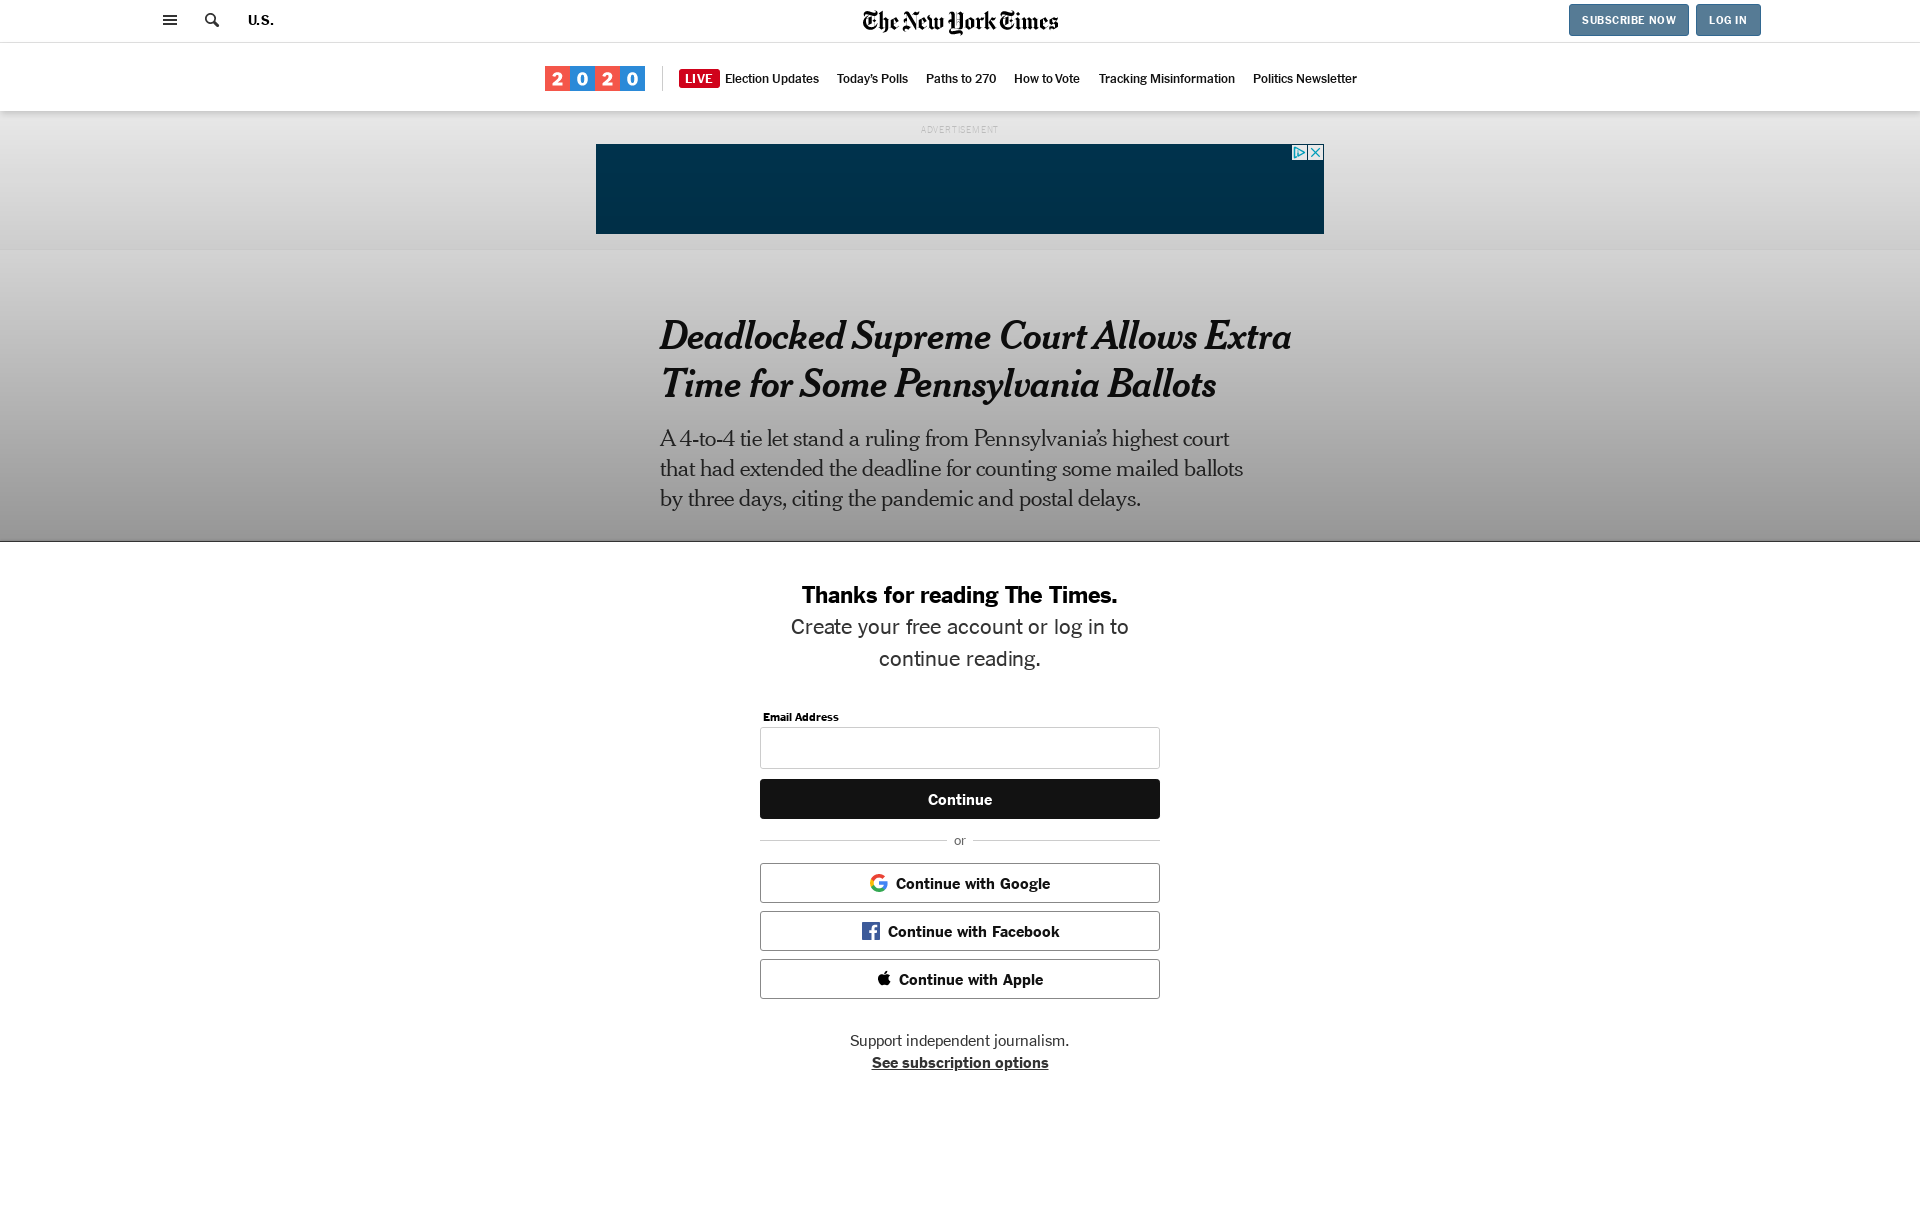 U.S.
The New York Times
SUBSCRIBE NOW
LOG IN
2020
LIVE Election Updates Today's Polls Paths to 270 How to Vote Tracking Misinformation Politics Newsletter
ADVERTISEMENT
Deadlocked Supreme Court Allows Extra
Time for Some Pennsylvania Ballots
A 4-to-4 tie let stand a ruling from Pennsylvania’s highest court
that had extended the deadline for counting some mailed ballots
by three days, citing the pandemic and postal delays.
Thanks for reading The Times.
Create your free account or log in to
continue reading.
Email Address
Continue
or
Continue with Google
Continue with Facebook
Continue with Apple
Support independent journalism.
See subscription options